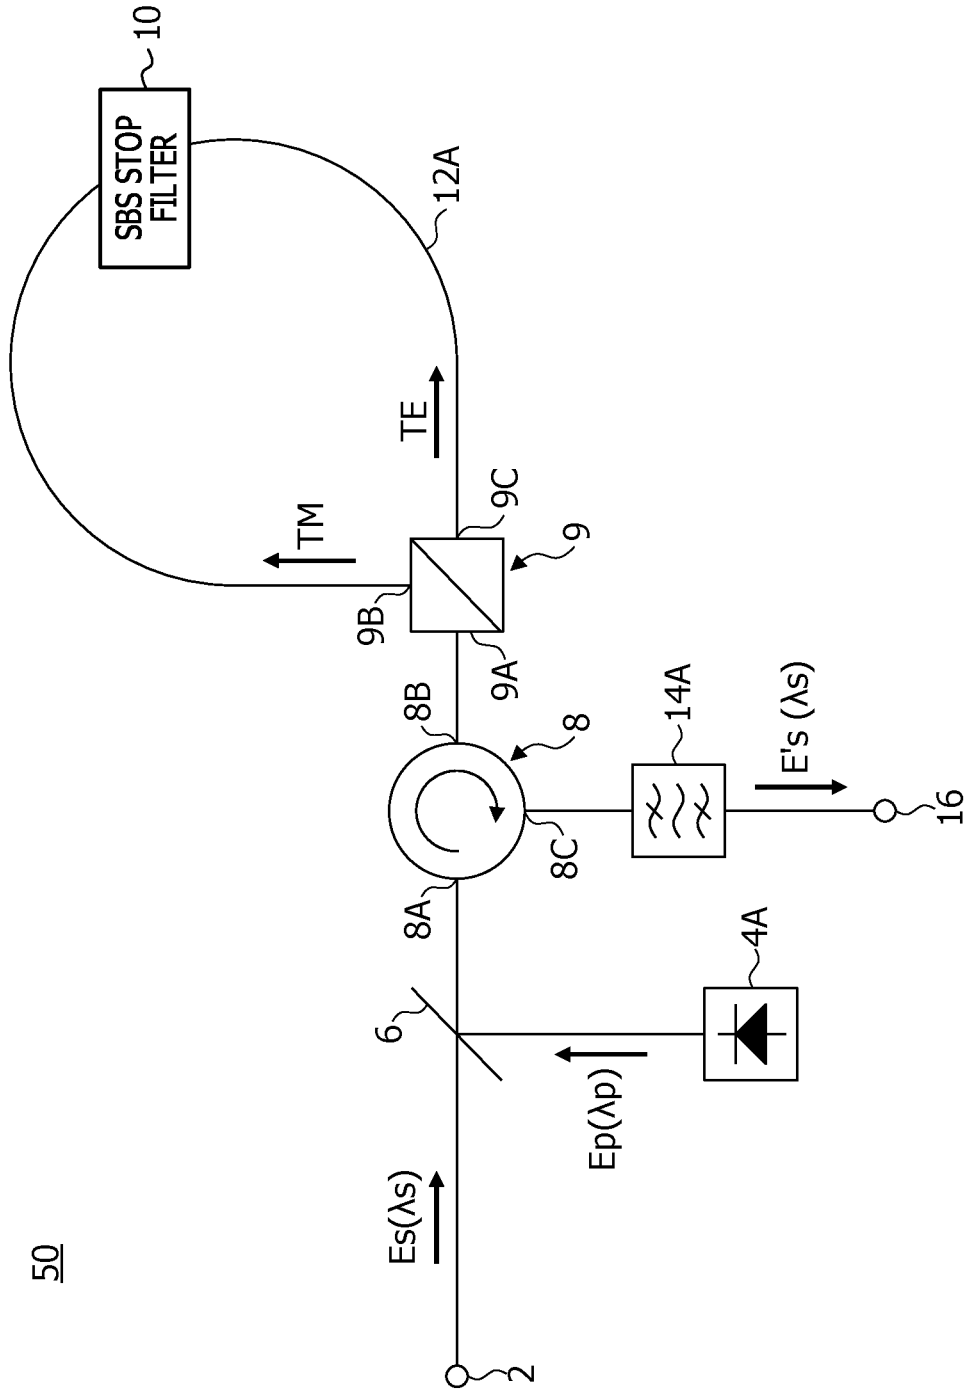 50
SBS STOP
FILTER
10
12A
TM
TE
9B
9C
9
9A
8B
8
8A
8C
14A
E's (λs)
16
6
Es(λs)
Ep(λp)
4A
2